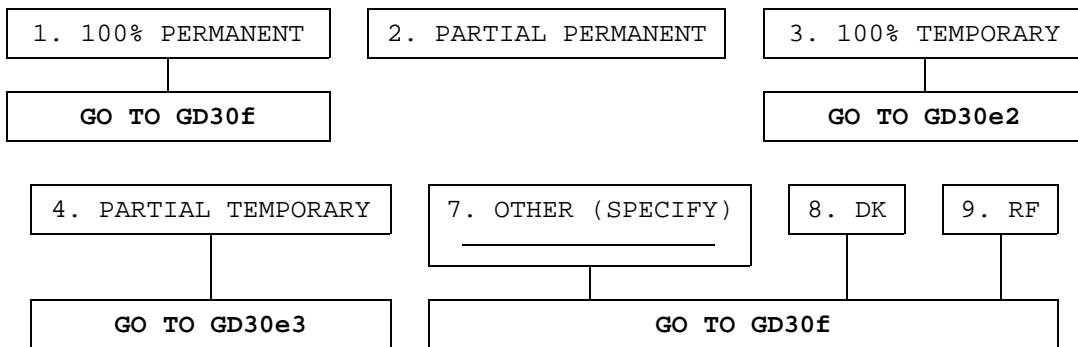 1. 100% PERMANENT 2. PARTIAL PERMANENT 3. 100% TEMPORARY
GO TO GD30f GO TO GD30e2
4. PARTIAL TEMPORARY 7. OTHER (SPECIFY) 8. DK 9. RF
GO TO GD30e3 GO TO GD30f